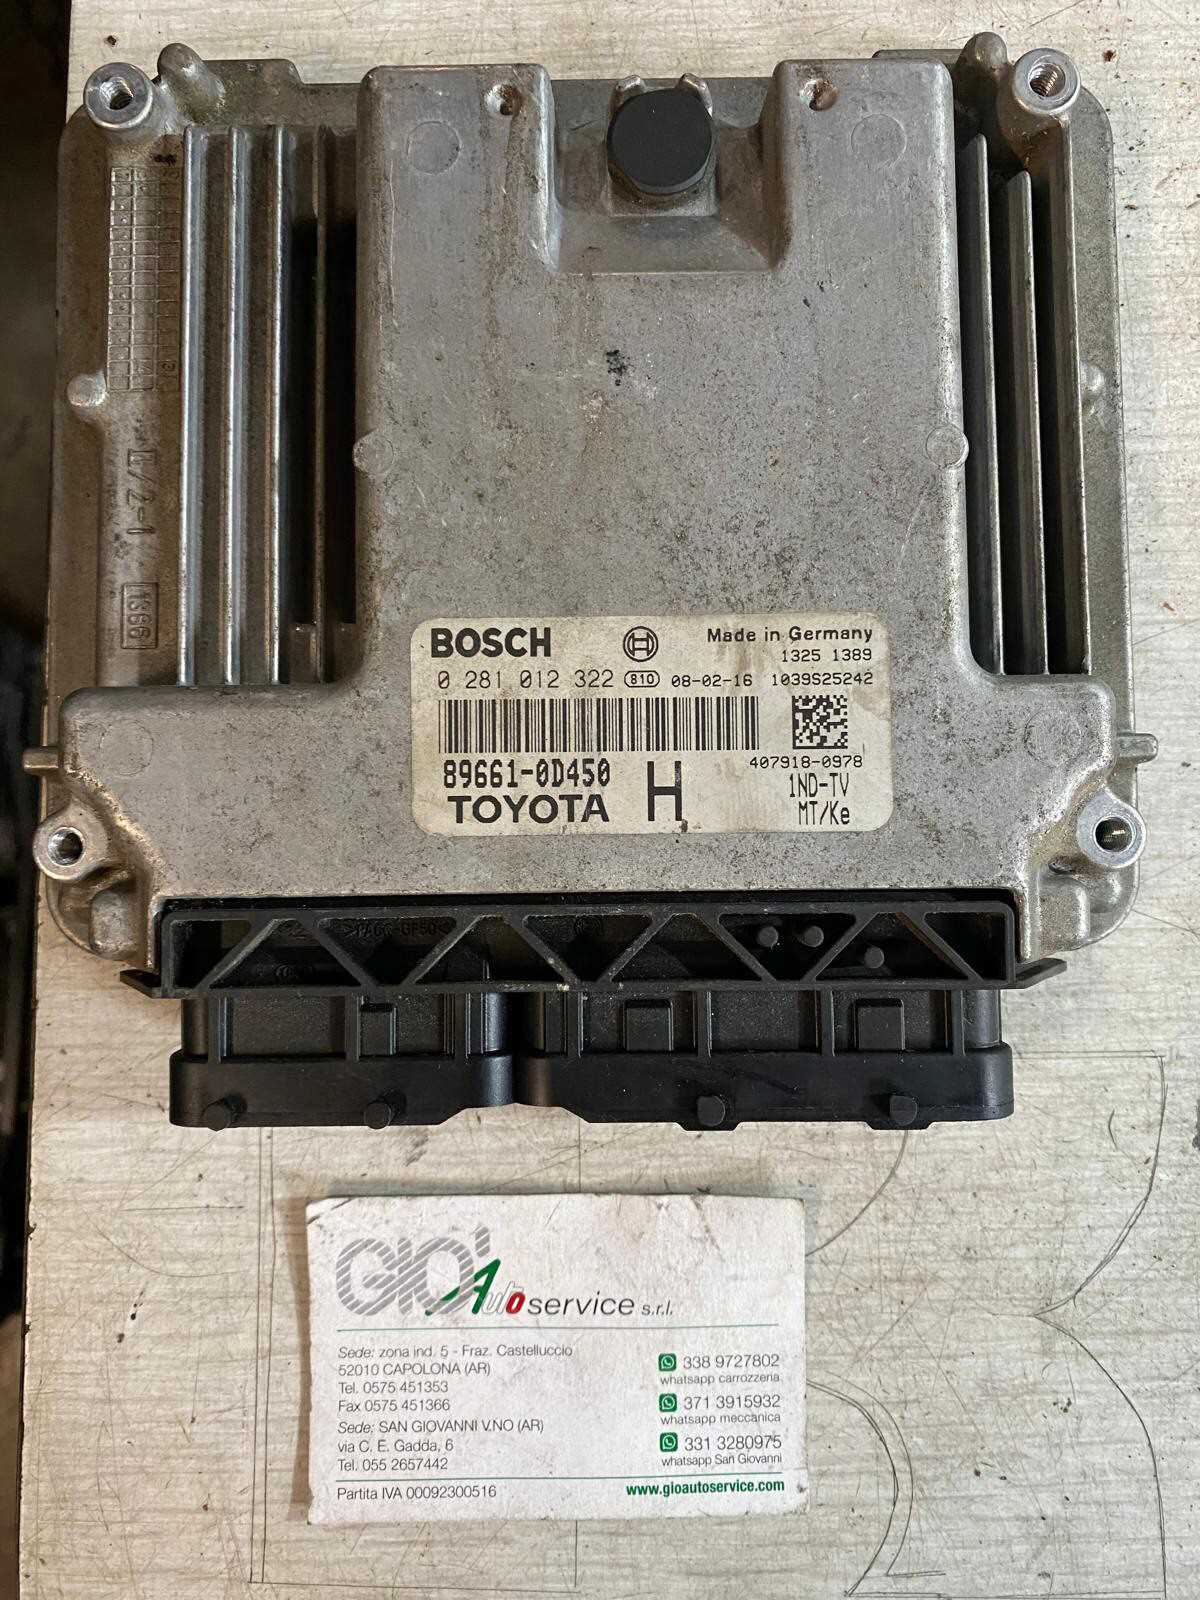 L/2-1
1366
BOSCH
Made in Germany
1325 1389
0 281 012 322 810 08-02-16 1039S25242
407918-0978
89661-0D450
TOYOTA
H
1ND-TV
MT/Ke
GIO' Auto service s.r.l.
Sede: zona ind. 5 - Fraz. Castelluccio
52010 CAPOLONA (AR)
Tel. 0575 451353
Fax 0575 451366
Sede: SAN GIOVANNI V.NO (AR)
via C. E. Gadda, 6
Tel. 055 2657442
338 9727802
whatsapp carrozzeria
371 3915932
whatsapp meccanica
331 3280975
whatsapp San Giovanni
Partita IVA 00092300516
www.gioautoservice.com